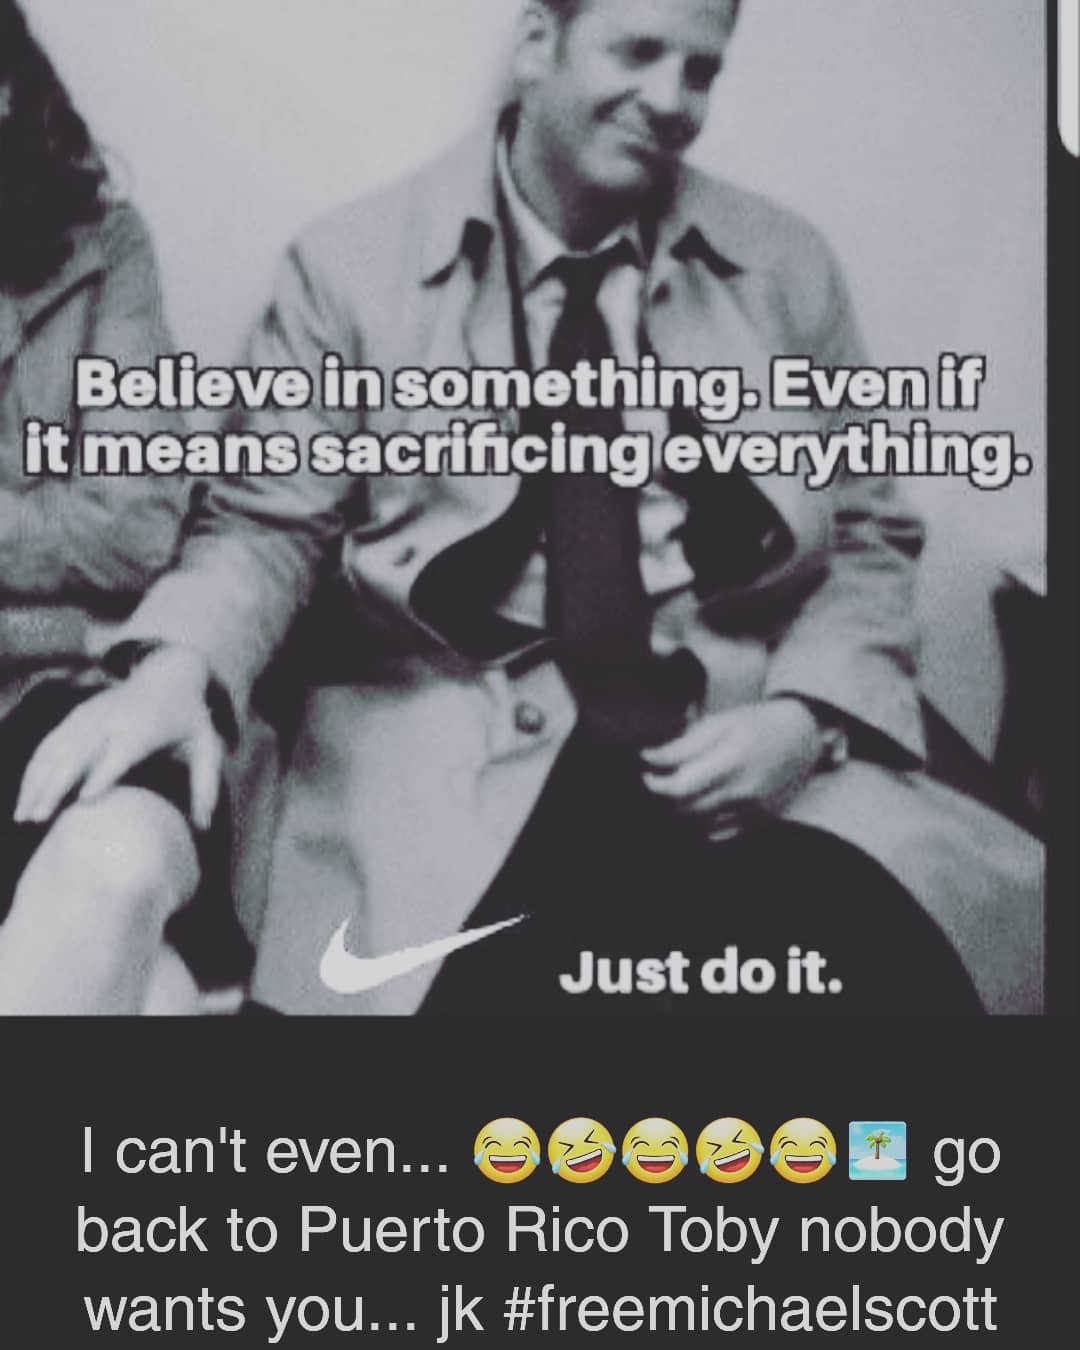 Believe in something. Even if
it means sacrificing everything.
Just do it.
I can't even... 😂🤣😂🤣😂🏝️ go
back to Puerto Rico Toby nobody
wants you... jk #freemichaelscott